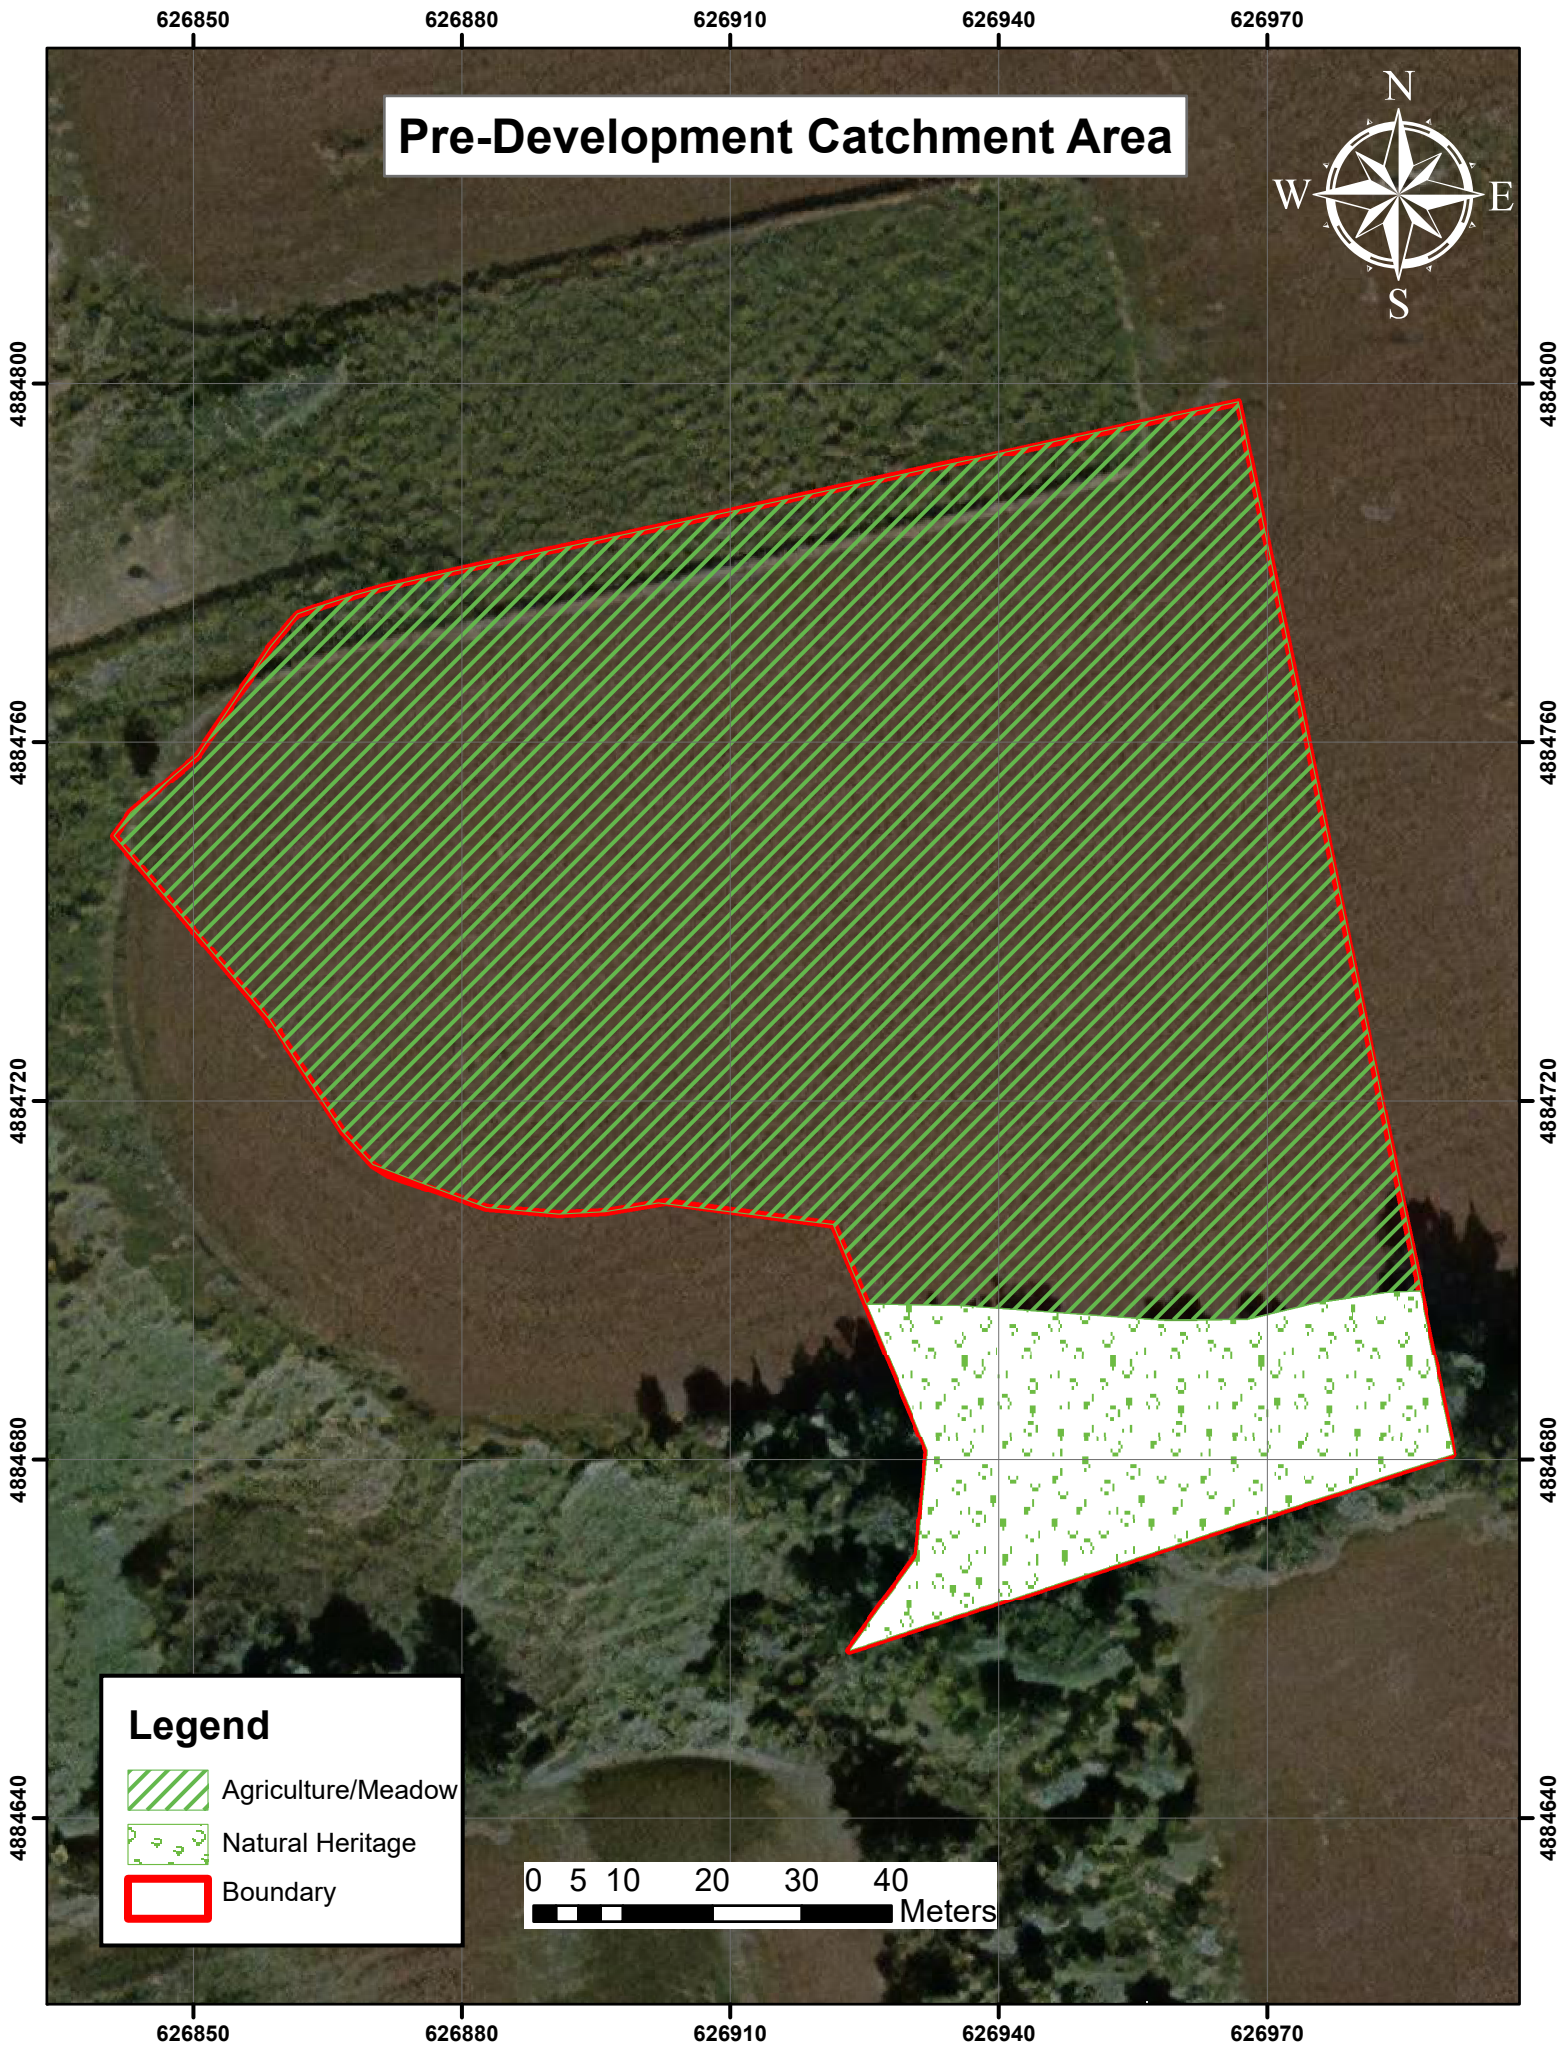 626850 626880 626910 626940 626970
Pre-Development Catchment Area
N
W E
S
4884800 4884800
4884760 4884760
4884720 4884720
4884680 4884680
4884640 4884640
Legend
Agriculture/Meadow
Natural Heritage
Boundary
0 5 10 20 30 40
Meters
626850 626880 626910 626940 626970